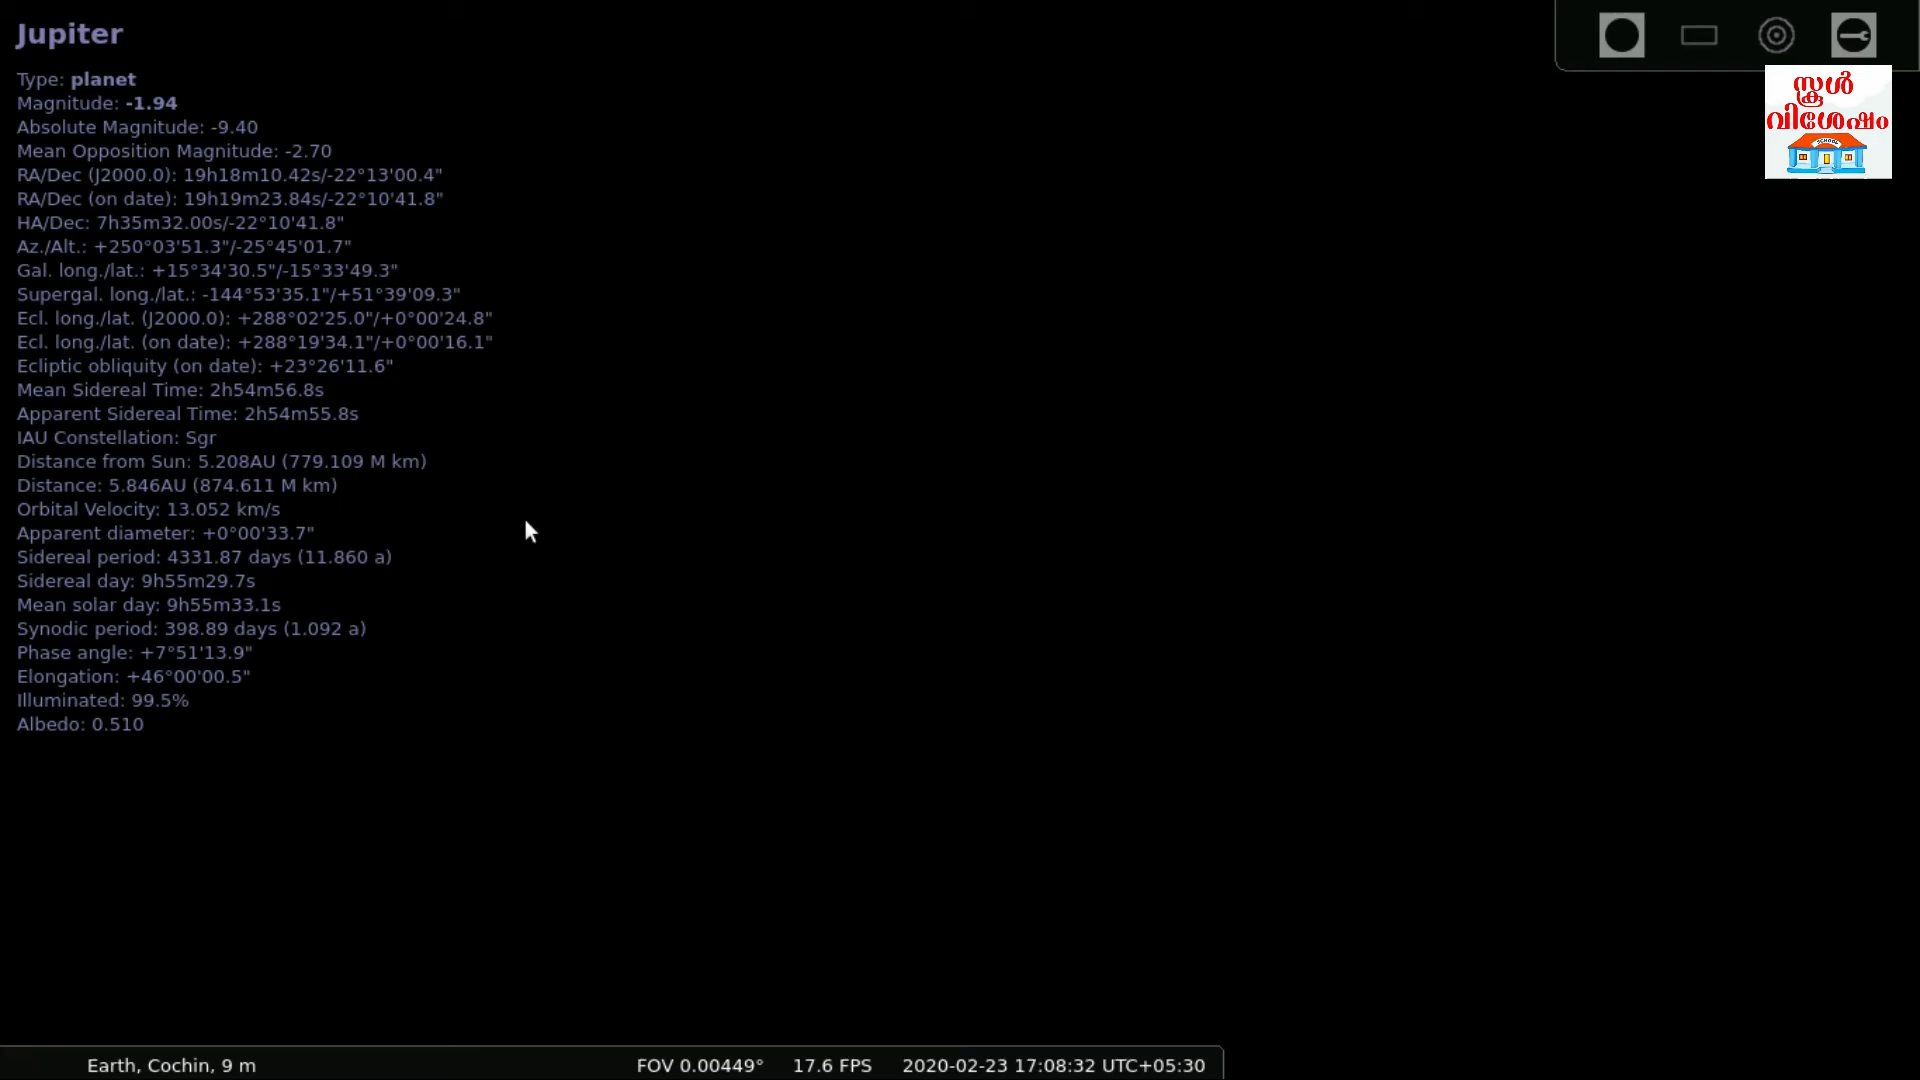 Jupiter
Type: planet
Magnitude: -1.94
Absolute Magnitude: -9.40
Mean Opposition Magnitude: -2.70
RA/Dec (J2000.0): 19h18m10.42s/-22°13'00.4"
RA/Dec (on date): 19h19m23.84s/-22°10'41.8"
HA/Dec: 7h35m32.00s/-22°10'41.8"
Az./Alt.: +250°03'51.3"/-25°45'01.7"
Gal. long./lat.: +15°34'30.5"/-15°33'49.3"
Supergal. long./lat.: -144°53'35.1"/+51°39'09.3"
Ecl. long./lat. (J2000.0): +288°02'25.0"/+0°00'24.8"
Ecl. long./lat. (on date): +288°19'34.1"/+0°00'16.1"
Ecliptic obliquity (on date): +23°26'11.6"
Mean Sidereal Time: 2h54m56.8s
Apparent Sidereal Time: 2h54m55.8s
IAU Constellation: Sgr
Distance from Sun: 5.208AU (779.109 M km)
Distance: 5.846AU (874.611 M km)
Orbital Velocity: 13.052 km/s
Apparent diameter: +0°00'33.7"
Sidereal period: 4331.87 days (11.860 a)
Sidereal day: 9h55m29.7s
Mean solar day: 9h55m33.1s
Synodic period: 398.89 days (1.092 a)
Phase angle: +7°51'13.9"
Elongation: +46°00'00.5"
Illuminated: 99.5%
Albedo: 0.510
സ്കൂൾ
വിശേഷം
SCHOOL
Earth, Cochin, 9 m FOV 0.00449° 17.6 FPS 2020-02-23 17:08:32 UTC+05:30